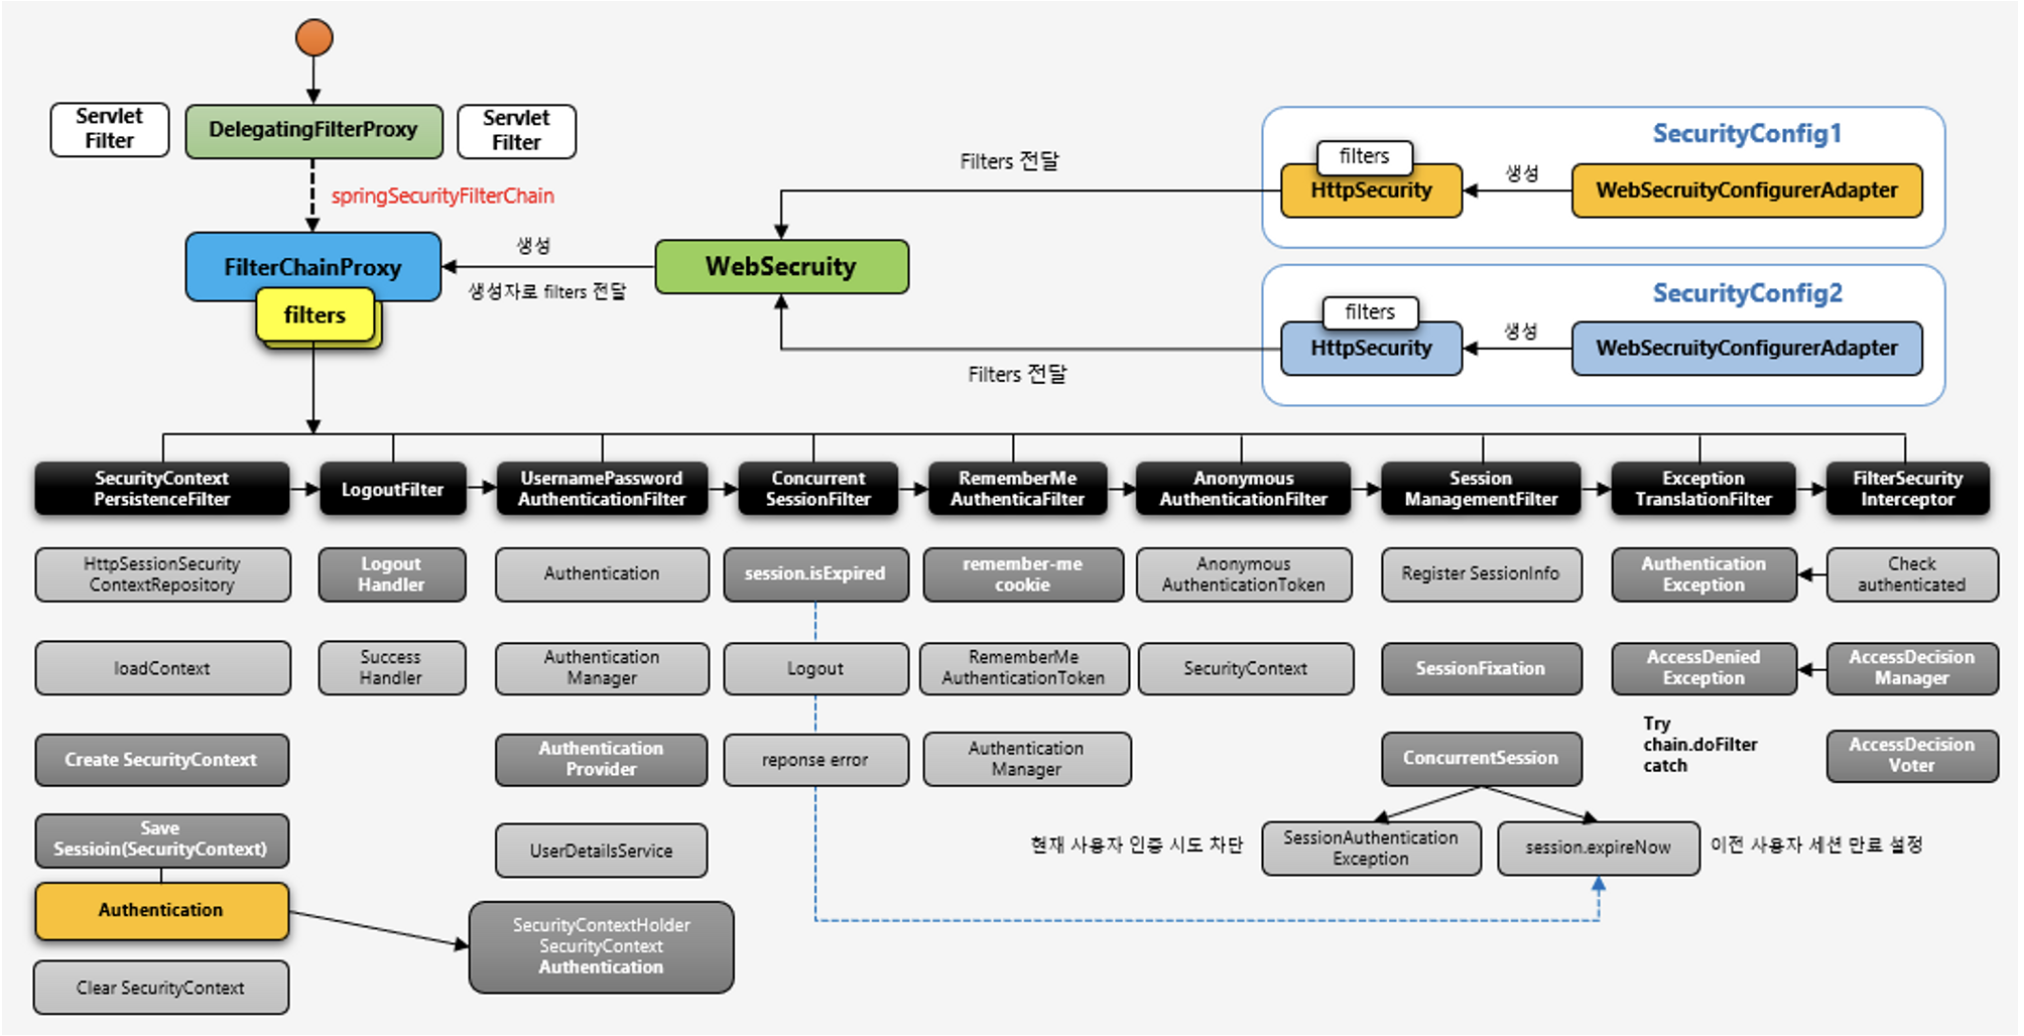 Servlet
Filter
DelegatingFilterProxy
Servlet
Filter
springSecurityFilterChain
FilterChainProxy
filters
생성
생성자로 filters 전달
WebSecruity
Filters 전달
Filters 전달
SecurityConfig1
filters
HttpSecurity
생성
WebSecruityConfigurerAdapter
SecurityConfig2
filters
HttpSecurity
생성
WebSecruityConfigurerAdapter
SecurityContext
PersistenceFilter
LogoutFilter
UsernamePassword
AuthenticationFilter
Concurrent
SessionFilter
RememberMe
AuthenticaFilter
Anonymous
AuthenticationFilter
Session
ManagementFilter
Exception
TranslationFilter
FilterSecurity
Interceptor
HttpSessionSecurity
ContextRepository
Logout
Handler
Authentication
session.isExpired
remember-me
cookie
Anonymous
AuthenticationToken
Register SessionInfo
Authentication
Exception
Check
authenticated
loadContext
Success
Handler
Authentication
Manager
Logout
RememberMe
AuthenticationToken
SecurityContext
SessionFixation
AccessDenied
Exception
AccessDecision
Manager
Create SecurityContext
Authentication
Provider
reponse error
Authentication
Manager
ConcurrentSession
Try
chain.doFilter
catch
AccessDecision
Voter
Save
Sessioin(SecurityContext)
UserDetailsService
현재 사용자 인증 시도 차단
SessionAuthentication
Exception
session.expireNow
이전 사용자 세션 만료 설정
Authentication
SecurityContextHolder
SecurityContext
Authentication
Clear SecurityContext